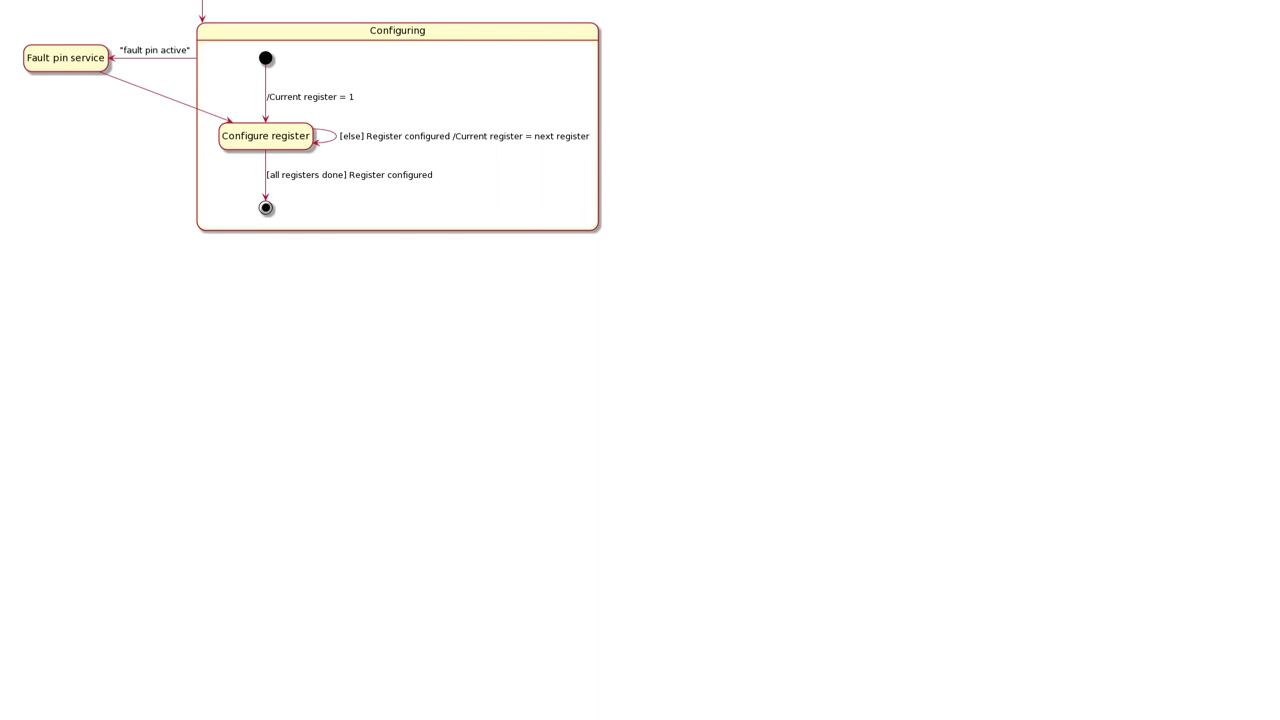 Configuring
"fault pin active"
Fault pin service
/Current register = 1
Configure register
[else] Register configured /Current register = next register
[all registers done] Register configured